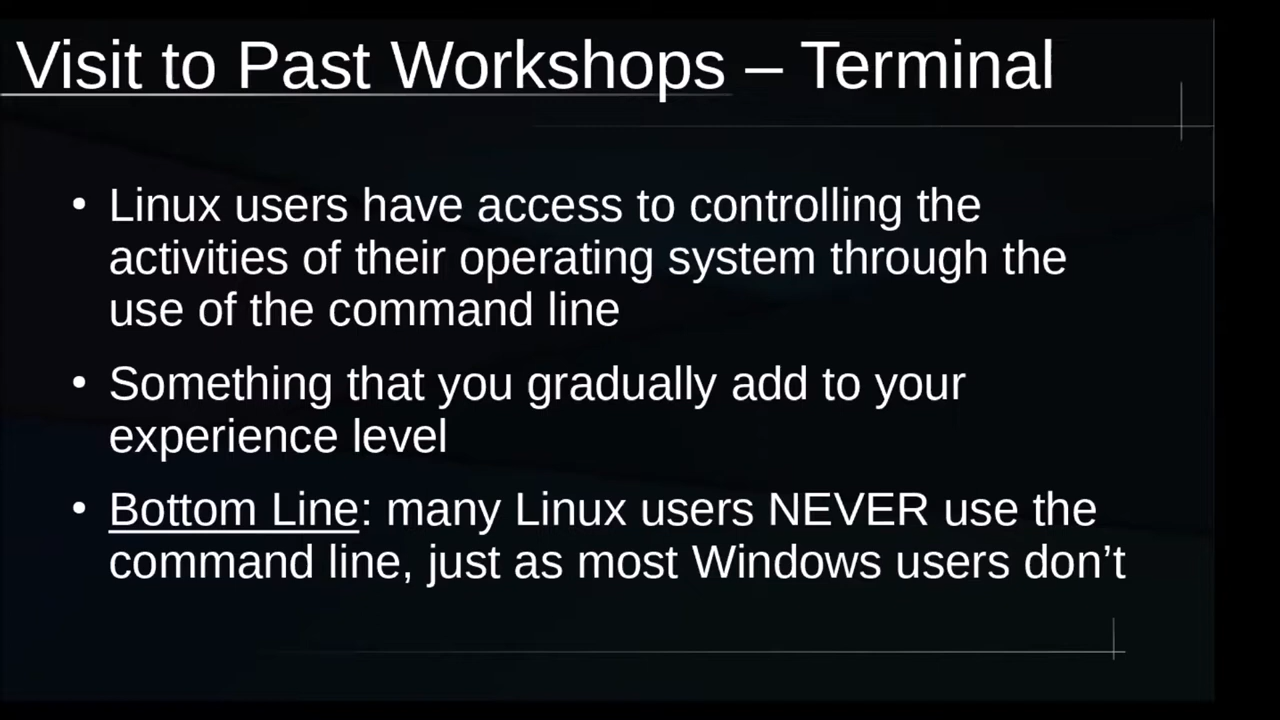 Visit to Past Workshops – Terminal
• Linux users have access to controlling the
activities of their operating system through the
use of the command line
• Something that you gradually add to your
experience level
• Bottom Line: many Linux users NEVER use the
command line, just as most Windows users don’t